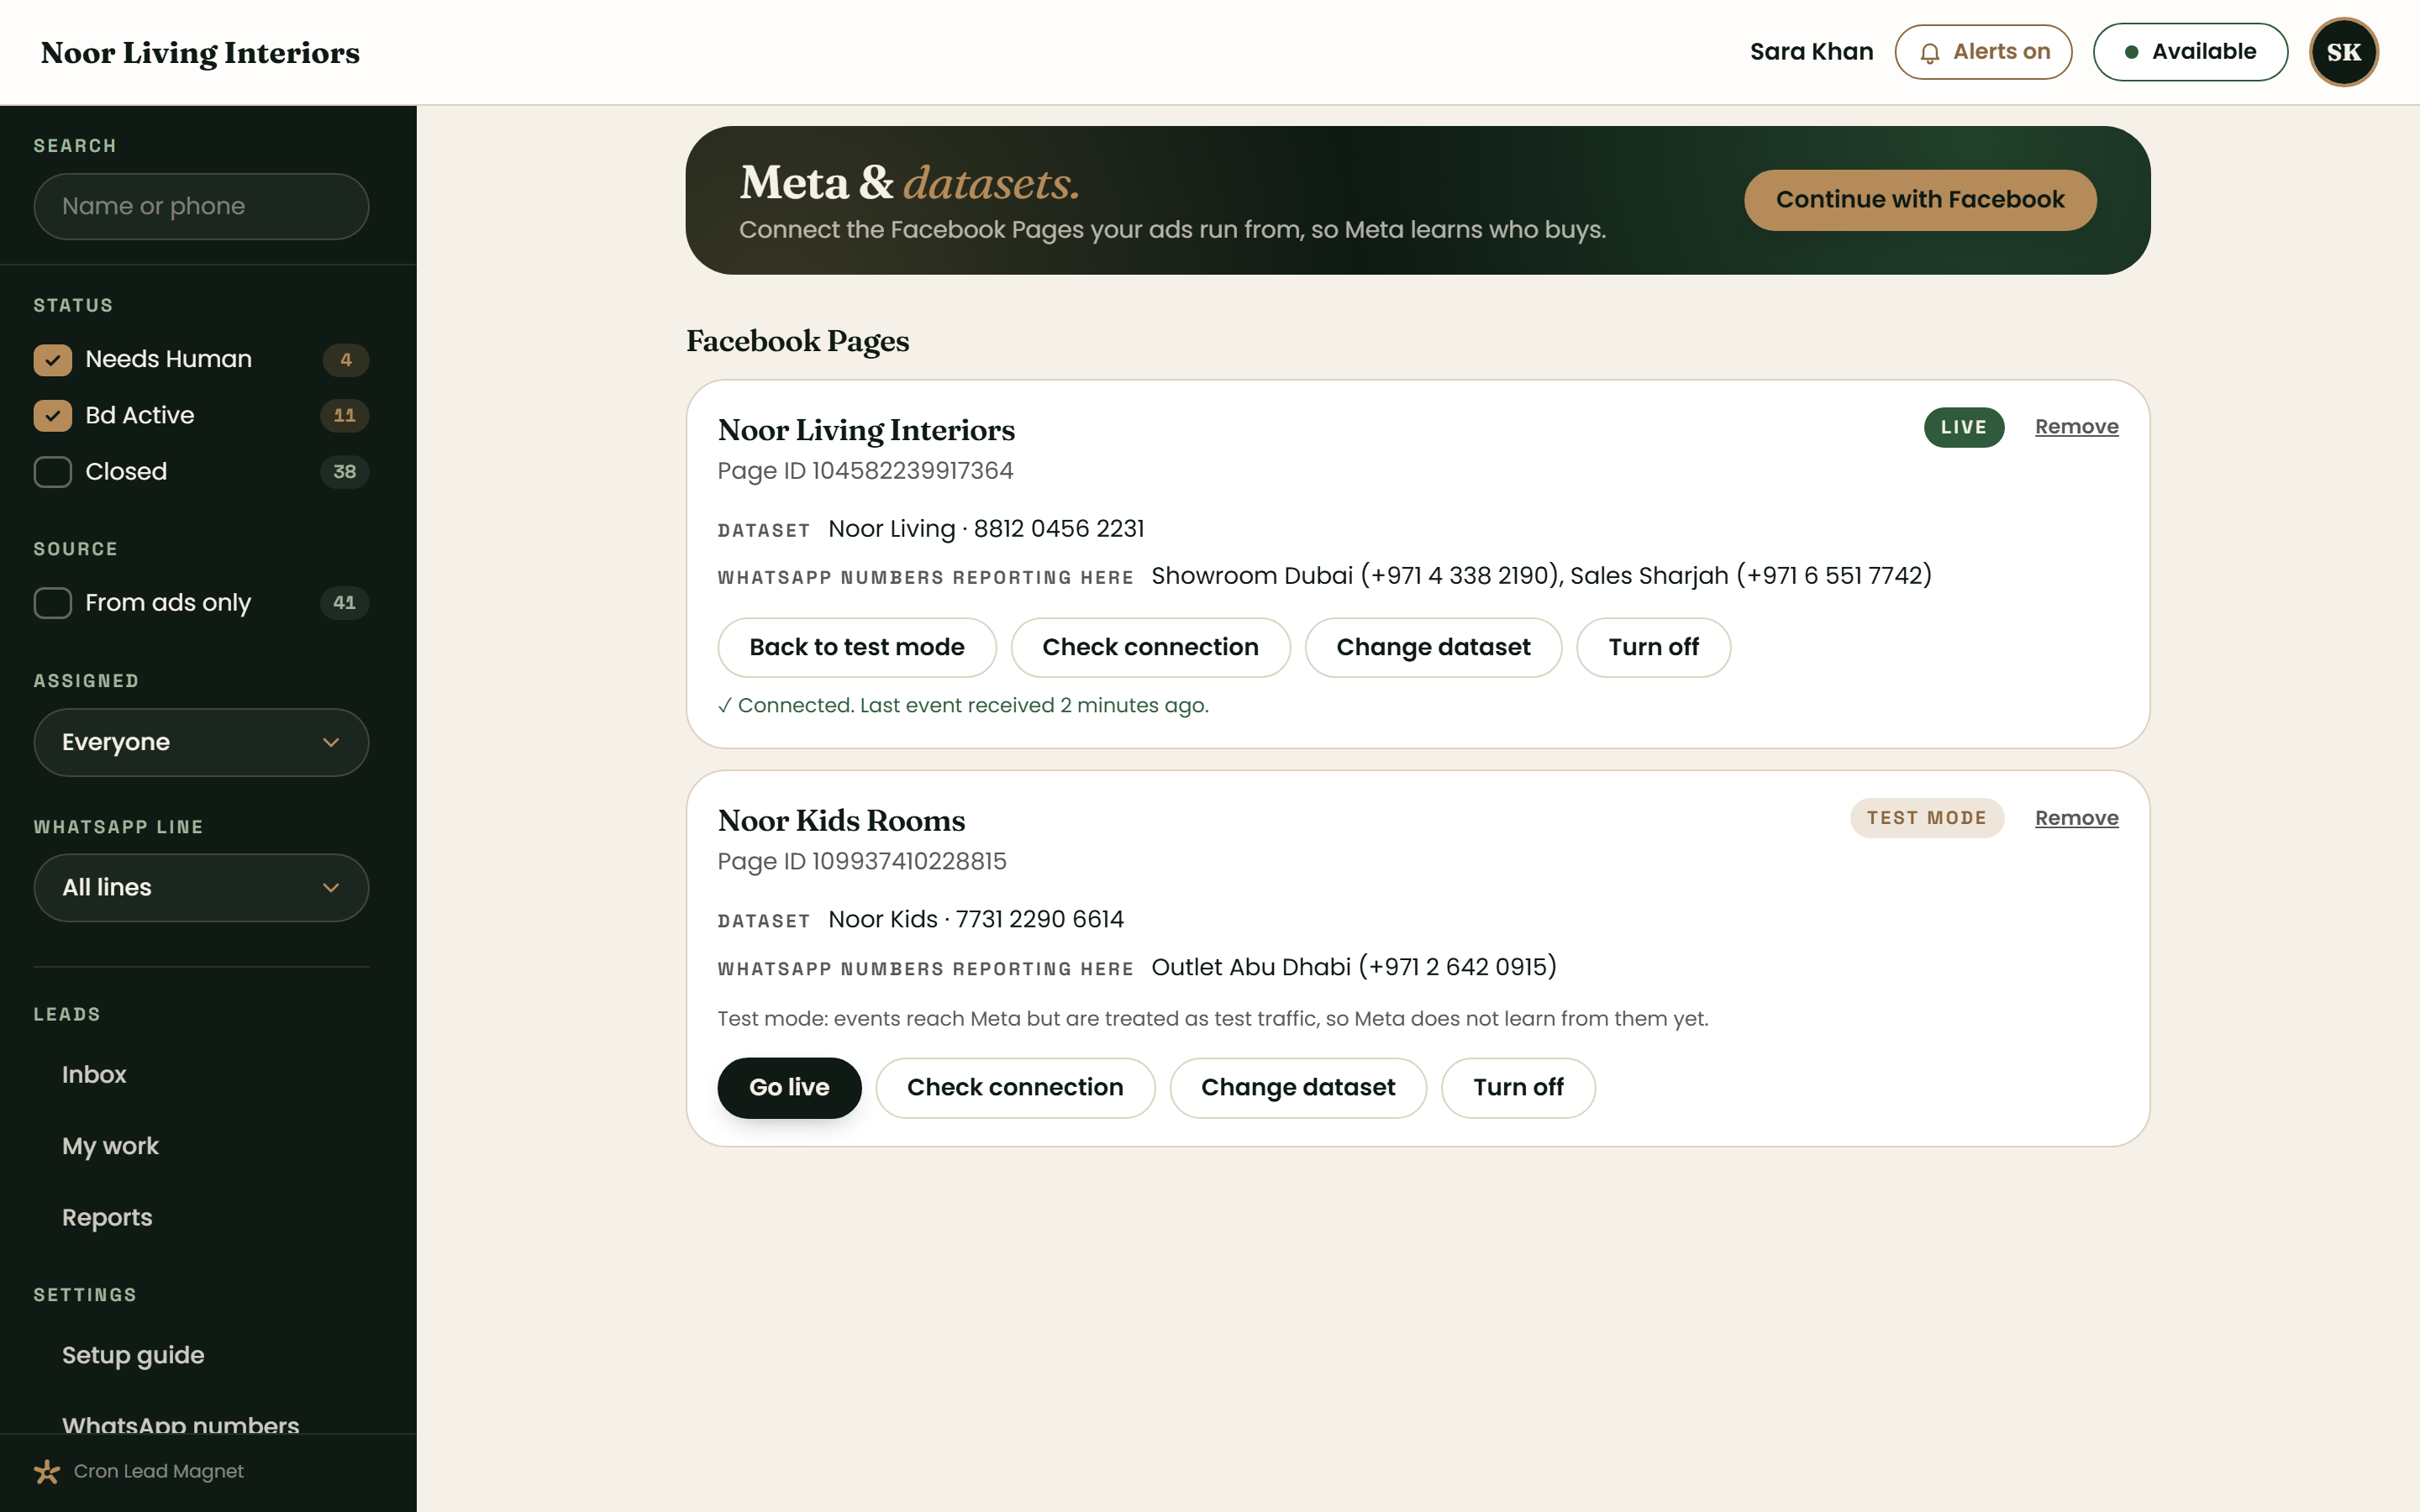 Noor Living Interiors
Sara Khan
Alerts on
Available
SK
SEARCH
Name or phone
STATUS
Needs Human 4
Bd Active 11
Closed 38
SOURCE
From ads only 41
ASSIGNED
Everyone
WHATSAPP LINE
All lines
LEADS
Inbox
My work
Reports
SETTINGS
Setup guide
WhatsApp numbers
Cron Lead Magnet
Meta & datasets.
Connect the Facebook Pages your ads run from, so Meta learns who buys.
Continue with Facebook
Facebook Pages
Noor Living Interiors
LIVE
Remove
Page ID 104582239917364
DATASET Noor Living · 8812 0456 2231
WHATSAPP NUMBERS REPORTING HERE Showroom Dubai (+971 4 338 2190), Sales Sharjah (+971 6 551 7742)
Back to test mode
Check connection
Change dataset
Turn off
✓ Connected. Last event received 2 minutes ago.
Noor Kids Rooms
TEST MODE
Remove
Page ID 109937410228815
DATASET Noor Kids · 7731 2290 6614
WHATSAPP NUMBERS REPORTING HERE Outlet Abu Dhabi (+971 2 642 0915)
Test mode: events reach Meta but are treated as test traffic, so Meta does not learn from them yet.
Go live
Check connection
Change dataset
Turn off